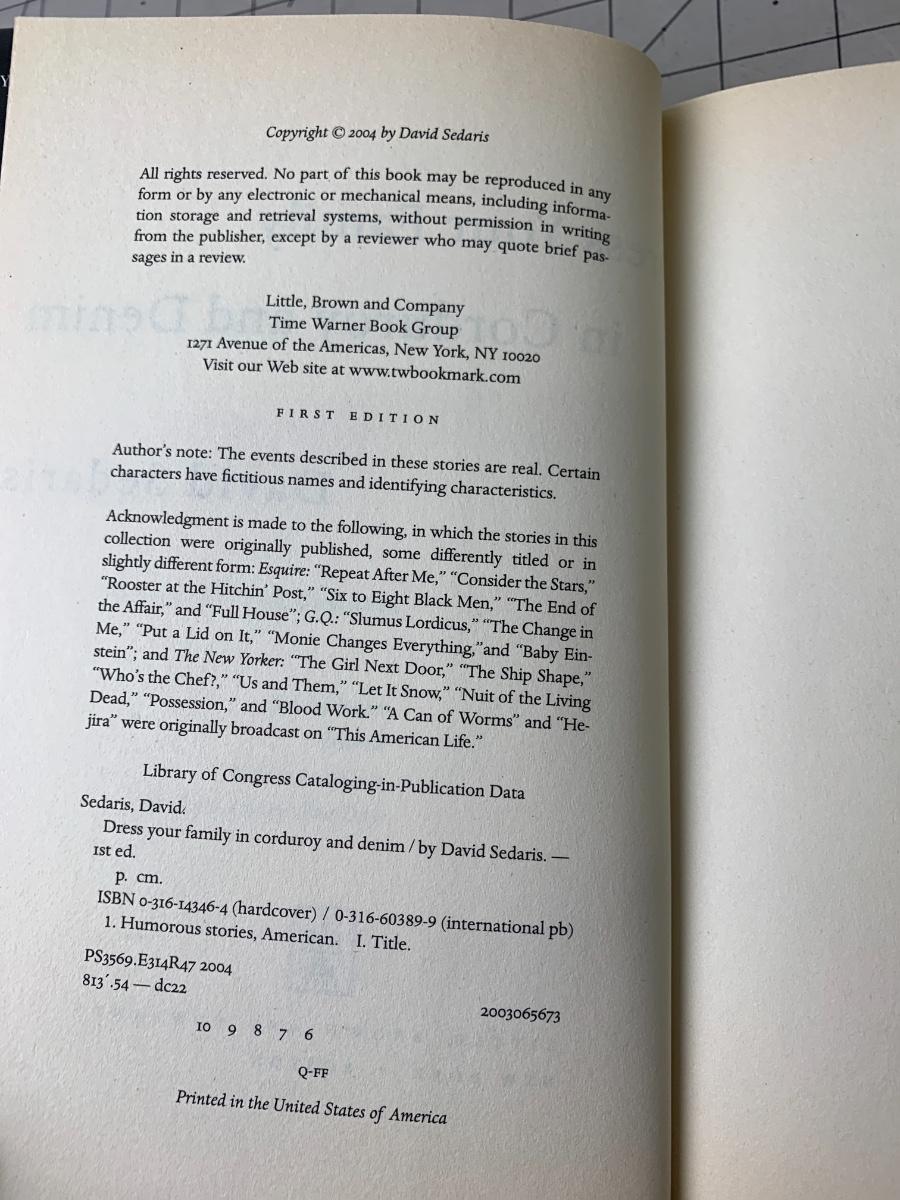 Copyright © 2004 by David Sedaris
All rights reserved. No part of this book may be reproduced in any
form or by any electronic or mechanical means, including informa-
tion storage and retrieval systems, without permission in writing
from the publisher, except by a reviewer who may quote brief pas-
sages in a review.
Little, Brown and Company
Time Warner Book Group
1271 Avenue of the Americas, New York, NY 10020
Visit our Web site at www.twbookmark.com
FIRST EDITION
Author's note: The events described in these stories are real. Certain
characters have fictitious names and identifying characteristics.
Acknowledgment is made to the following, in which the stories in this
collection were originally published, some differently titled or in
slightly different form: Esquire: “Repeat After Me,” “Consider the Stars,”
“Rooster at the Hitchin' Post,” “Six to Eight Black Men,” “The End of
the Affair,” and “Full House”; G.Q.: “Slumus Lordicus,” “The Change in
Me,” “Put a Lid on It,” “Monie Changes Everything,”and “Baby Ein-
stein”; and The New Yorker: “The Girl Next Door,” “The Ship Shape,”
“Who's the Chef?,” “Us and Them,” “Let It Snow,” “Nuit of the Living
Dead,” “Possession,” and “Blood Work.” “A Can of Worms” and “He-
jira” were originally broadcast on “This American Life.”
Library of Congress Cataloging-in-Publication Data
Sedaris, David.
Dress your family in corduroy and denim / by David Sedaris. —
1st ed.
p. cm.
ISBN 0-316-14346-4 (hardcover) / 0-316-60389-9 (international pb)
1. Humorous stories, American. I. Title.
PS3569.E314R47 2004
813'.54 — dc22
2003065673
10 9 8 7 6
Q-FF
Printed in the United States of America